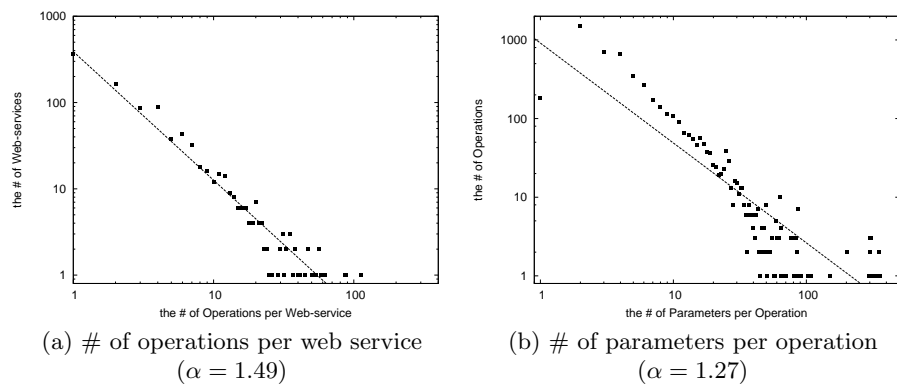 1000
100
10
1
1
10
100
the # of Web-services
the # of Operations per Web-service
(a) # of operations per web service
(α = 1.49)
1000
100
10
1
1
10
100
the # of Operations
the # of Parameters per Operation
(b) # of parameters per operation
(α = 1.27)